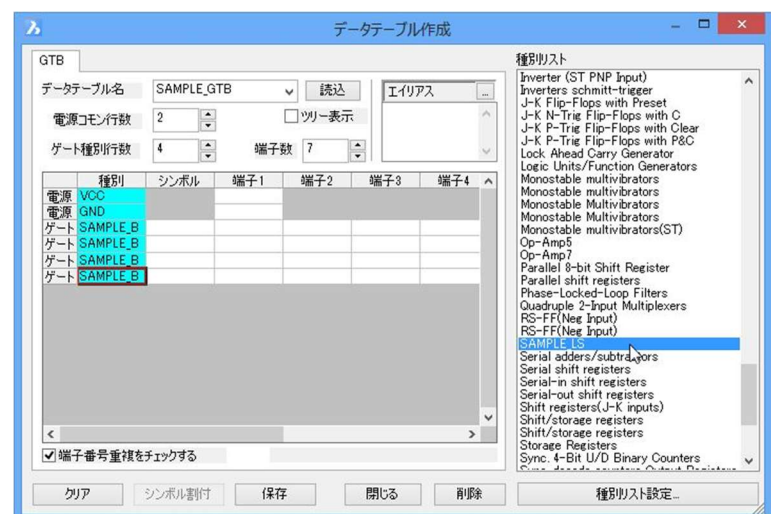 データテーブル作成
GTB
データテーブル名 SAMPLE_GTB 読込 エイリアス ...
電源コモン行数 2 ツリー表示
ゲート種別行数 4 端子数 7
種別 シンボル 端子1 端子2 端子3 端子4
電源 VCC
電源 GND
ゲート SAMPLE_B
ゲート SAMPLE_B
ゲート SAMPLE_B
ゲート SAMPLE_B
端子番号重複をチェックする
クリア シンボル割付 保存 閉じる 削除
種別リスト
Inverter (ST PNP Input)
Inverters schmitt-trigger
J-K Flip-Flops with Preset
J-K N-Trig Flip-Flops with C
J-K P-Trig Flip-Flops with Clear
J-K P-Trig Flip-Flops with P&C
Lock Ahead Carry Generator
Logic Units/Function Generators
Monostable multivibrators
Monostable multivibrators
Monostable Multivibrators
Monostable Multivibrators
Monostable multivibrators(ST)
Op-Amp5
Op-Amp7
Parallel 8-bit Shift Register
Parallel shift registers
Phase-Locked-Loop Filters
Quadruple 2-Input Multiplexers
RS-FF(Neg Input)
RS-FF(Neg Input)
SAMPLE_LS
Serial adders/subtractors
Serial shift registers
Serial-in shift registers
Serial-out shift registers
Shift registers(J-K inputs)
Shift/storage registers
Shift/storage registers
Storage Registers
Sync. 4-Bit U/D Binary Counters
種別リスト設定...